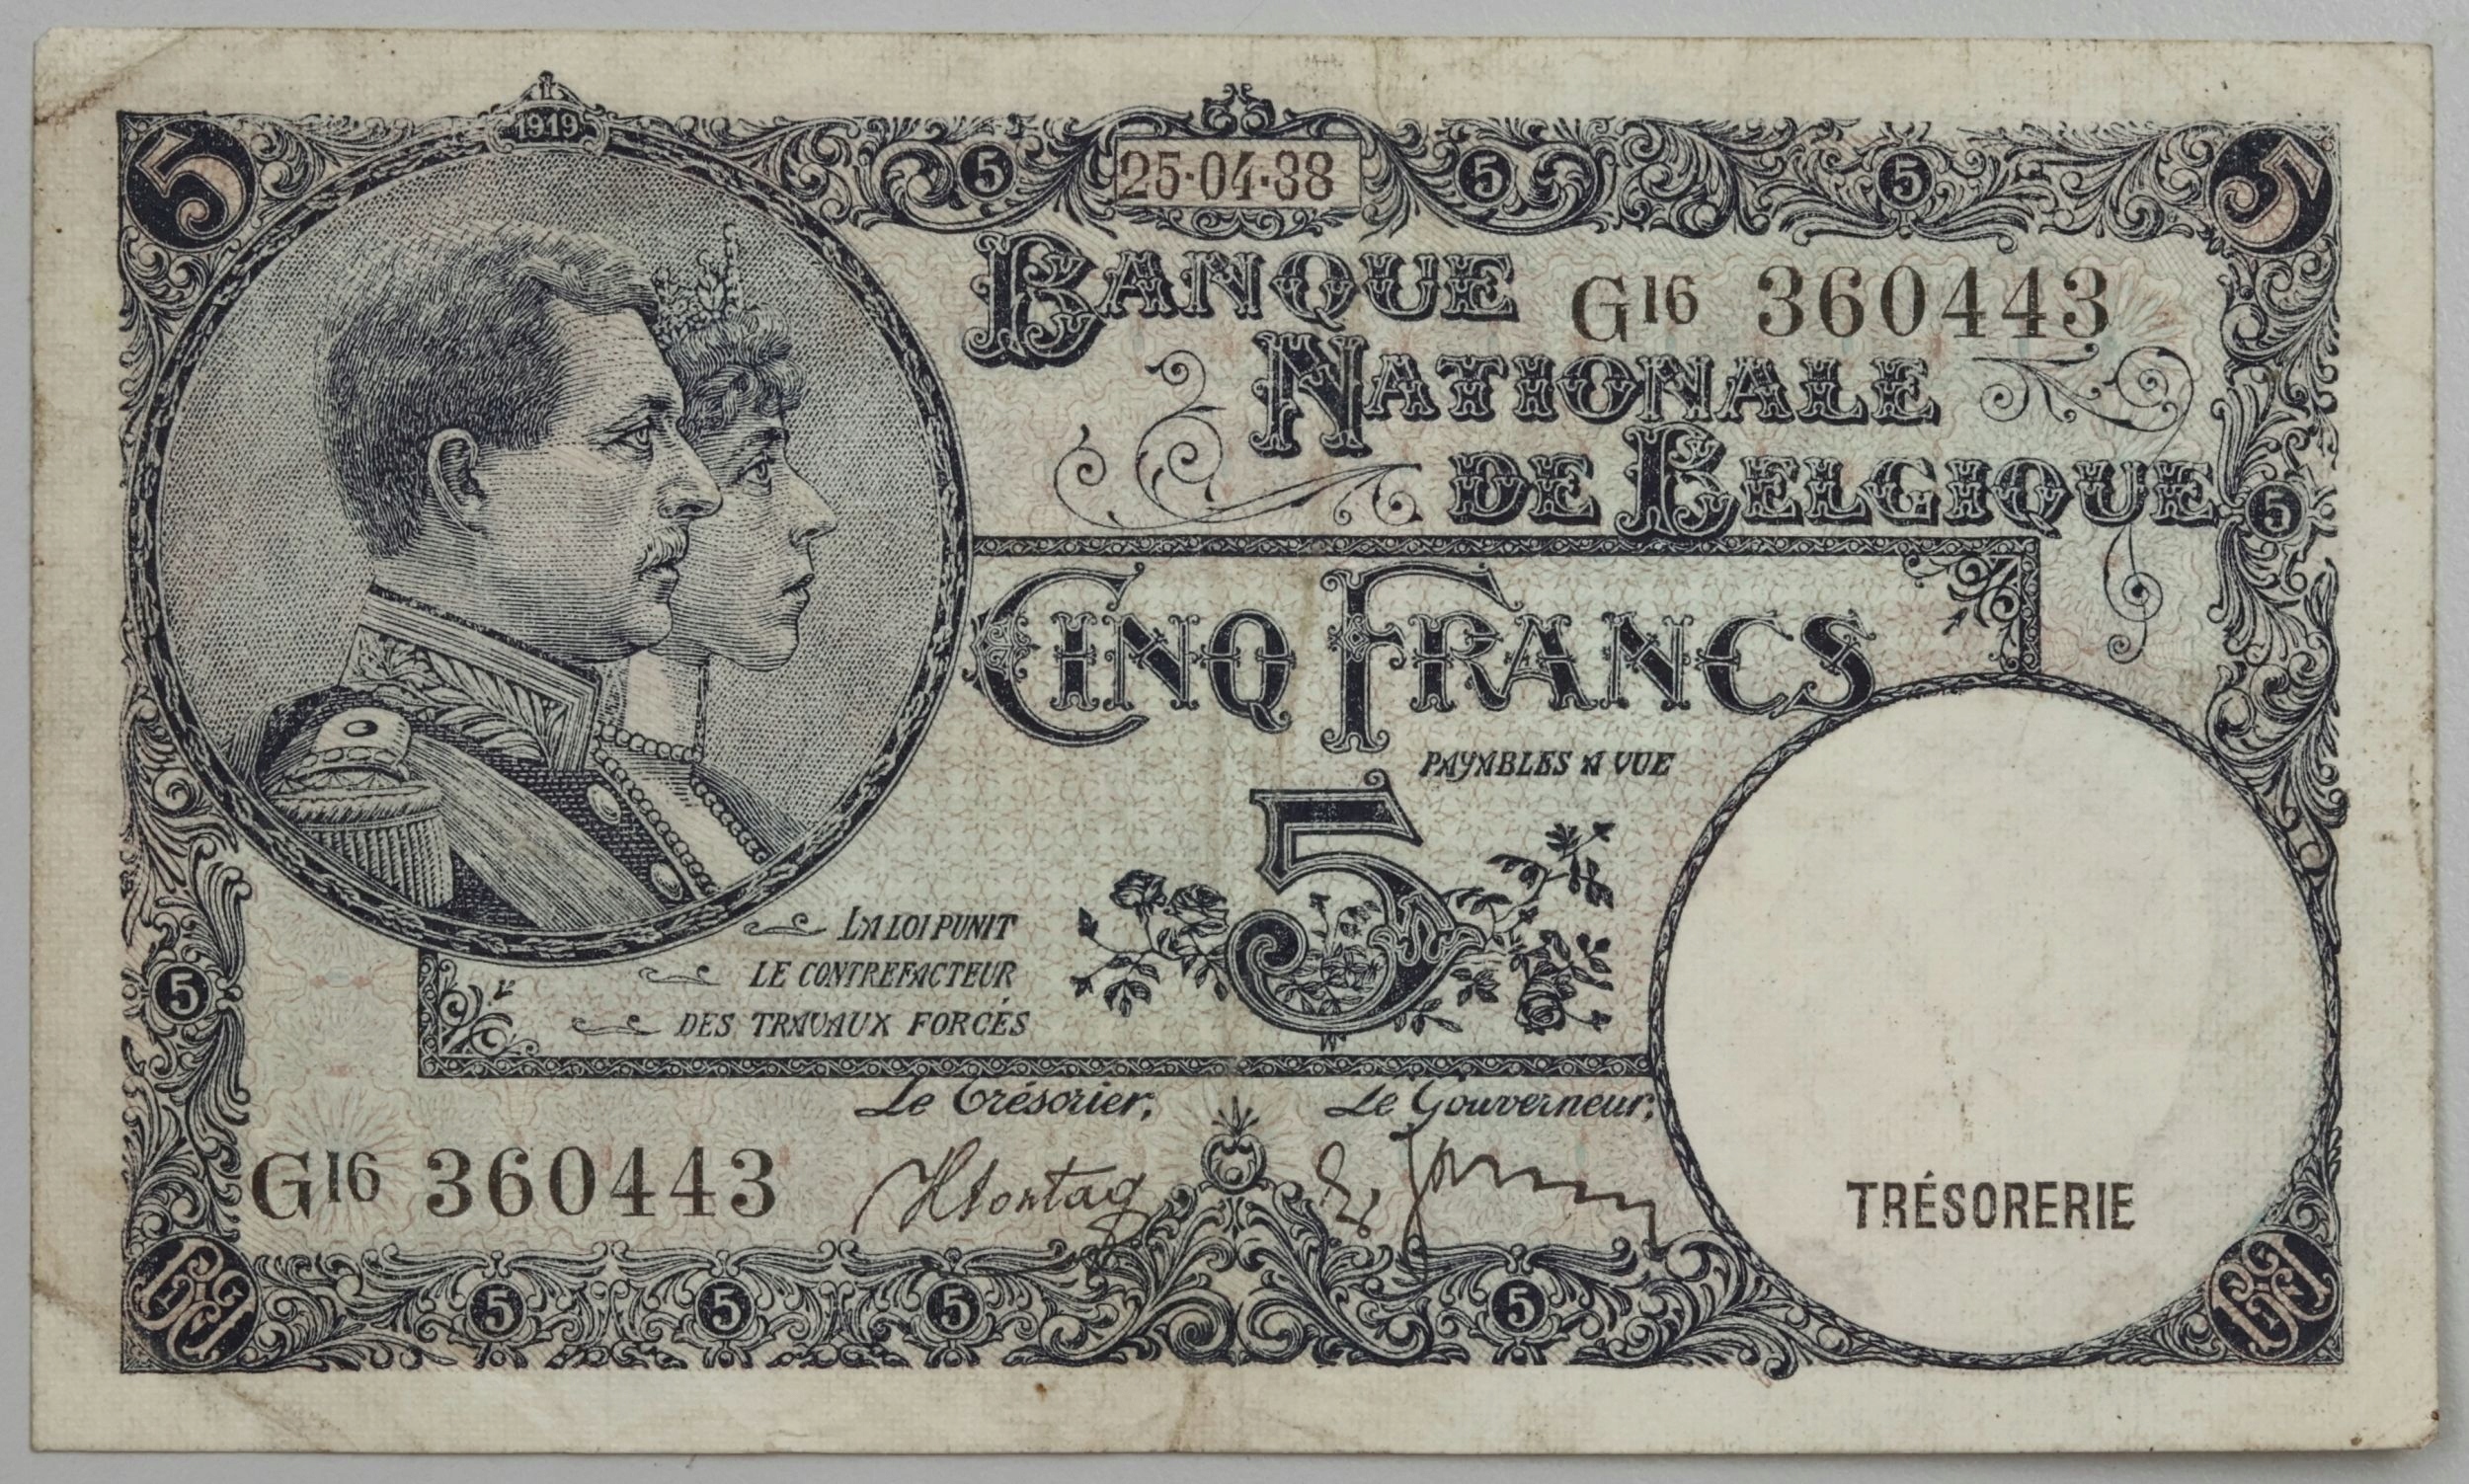 1919
5 5 25·04·38 5 5 5
BANQUE G16 360443
NATIONALE
DE BELGIQUE 5
CINQ FRANCS
PAYABLES A VUE
5
LA LOI PUNIT
LE CONTREFACTEUR
5 DES TRAVAUX FORCÉS
Le Trésorier, Le Gouverneur,
G16 360443 HSontag
TRÉSORERIE
5 5 5 5